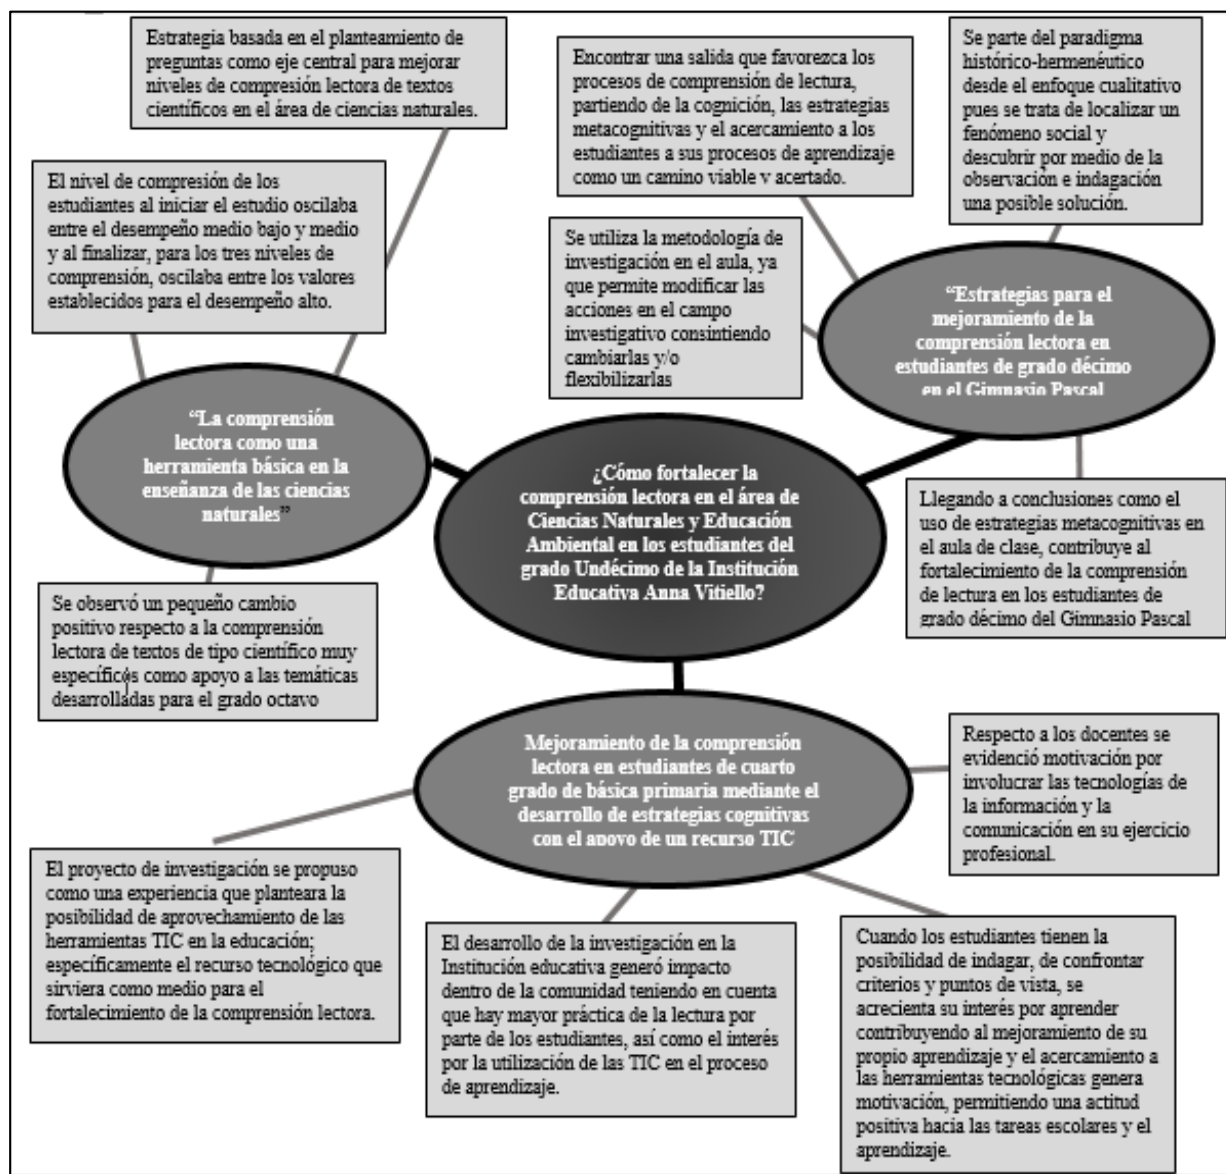 Estrategia basada en el planteamiento de
preguntas como eje central para mejorar
niveles de compresión lectora de textos
científicos en el área de ciencias naturales.
Encontrar una salida que favorezca los
procesos de comprensión de lectura,
partiendo de la cognición, las estrategias
metacognitivas y el acercamiento a los
estudiantes a sus procesos de aprendizaje
como un camino viable y acertado.
Se parte del paradigma
histórico-hermenéutico
desde el enfoque cualitativo
pues se trata de localizar un
fenómeno social y
descubrir por medio de la
observación e indagación
una posible solución.
El nivel de compresión de los
estudiantes al iniciar el estudio oscilaba
entre el desempeño medio bajo y medio
y al finalizar, para los tres niveles de
comprensión, oscilaba entre los valores
establecidos para el desempeño alto.
Se utiliza la metodología de
investigación en el aula, ya
que permite modificar las
acciones en el campo
investigativo consintiendo
cambiarlas y/o
flexibilizarlas
“Estrategias para el
mejoramiento de la
comprensión lectora en
estudiantes de grado décimo
en el Gimnasio Pascal
“La comprensión
lectora como una
herramienta básica en la
enseñanza de las ciencias
naturales”
¿Cómo fortalecer la
comprensión lectora en el área de
Ciencias Naturales y Educación
Ambiental en los estudiantes del
grado Undécimo de la Institución
Educativa Anna Vitiello?
Llegando a conclusiones como el
uso de estrategias metacognitivas en
el aula de clase, contribuye al
fortalecimiento de la comprensión
de lectura en los estudiantes de
grado décimo del Gimnasio Pascal
Se observó un pequeño cambio
positivo respecto a la comprensión
lectora de textos de tipo científico muy
específicos como apoyo a las temáticas
desarrolladas para el grado octavo
Mejoramiento de la comprensión
lectora en estudiantes de cuarto
grado de básica primaria mediante el
desarrollo de estrategias cognitivas
con el apoyo de un recurso TIC
Respecto a los docentes se
evidenció motivación por
involucrar las tecnologías de
la información y la
comunicación en su ejercicio
profesional.
El proyecto de investigación se propuso
como una experiencia que planteara la
posibilidad de aprovechamiento de las
herramientas TIC en la educación;
específicamente el recurso tecnológico que
sirviera como medio para el
fortalecimiento de la comprensión lectora.
El desarrollo de la investigación en la
Institución educativa generó impacto
dentro de la comunidad teniendo en cuenta
que hay mayor práctica de la lectura por
parte de los estudiantes, así como el interés
por la utilización de las TIC en el proceso
de aprendizaje.
Cuando los estudiantes tienen la
posibilidad de indagar, de confrontar
criterios y puntos de vista, se
acrecienta su interés por aprender
contribuyendo al mejoramiento de su
propio aprendizaje y el acercamiento a
las herramientas tecnológicas genera
motivación, permitiendo una actitud
positiva hacia las tareas escolares y el
aprendizaje.